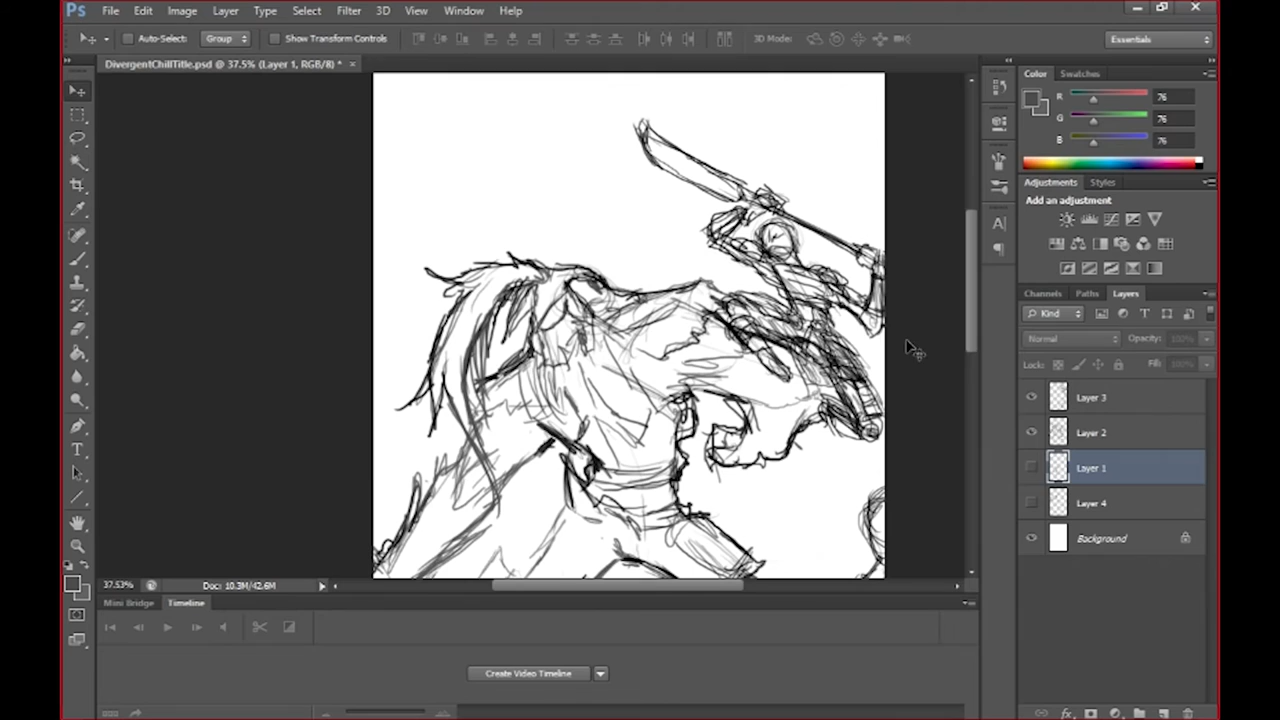 Ps File Edit Image Layer Type Select Filter 3D View Window Help
Auto-Select: Group Show Transform Controls 3D Mode: Essentials
DivergentChillTitle.psd @ 37.5% (Layer 1, RGB/8) * ×
Color Swatches
R 76
G 76
B 76
Adjustments Styles
Add an adjustment
Channels Paths Layers
Kind
Normal Opacity: 100%
Lock: Fill: 100%
Layer 3
Layer 2
Layer 1
Layer 4
Background
37.53% Doc: 10.3M/42.6M
Mini Bridge Timeline
Create Video Timeline